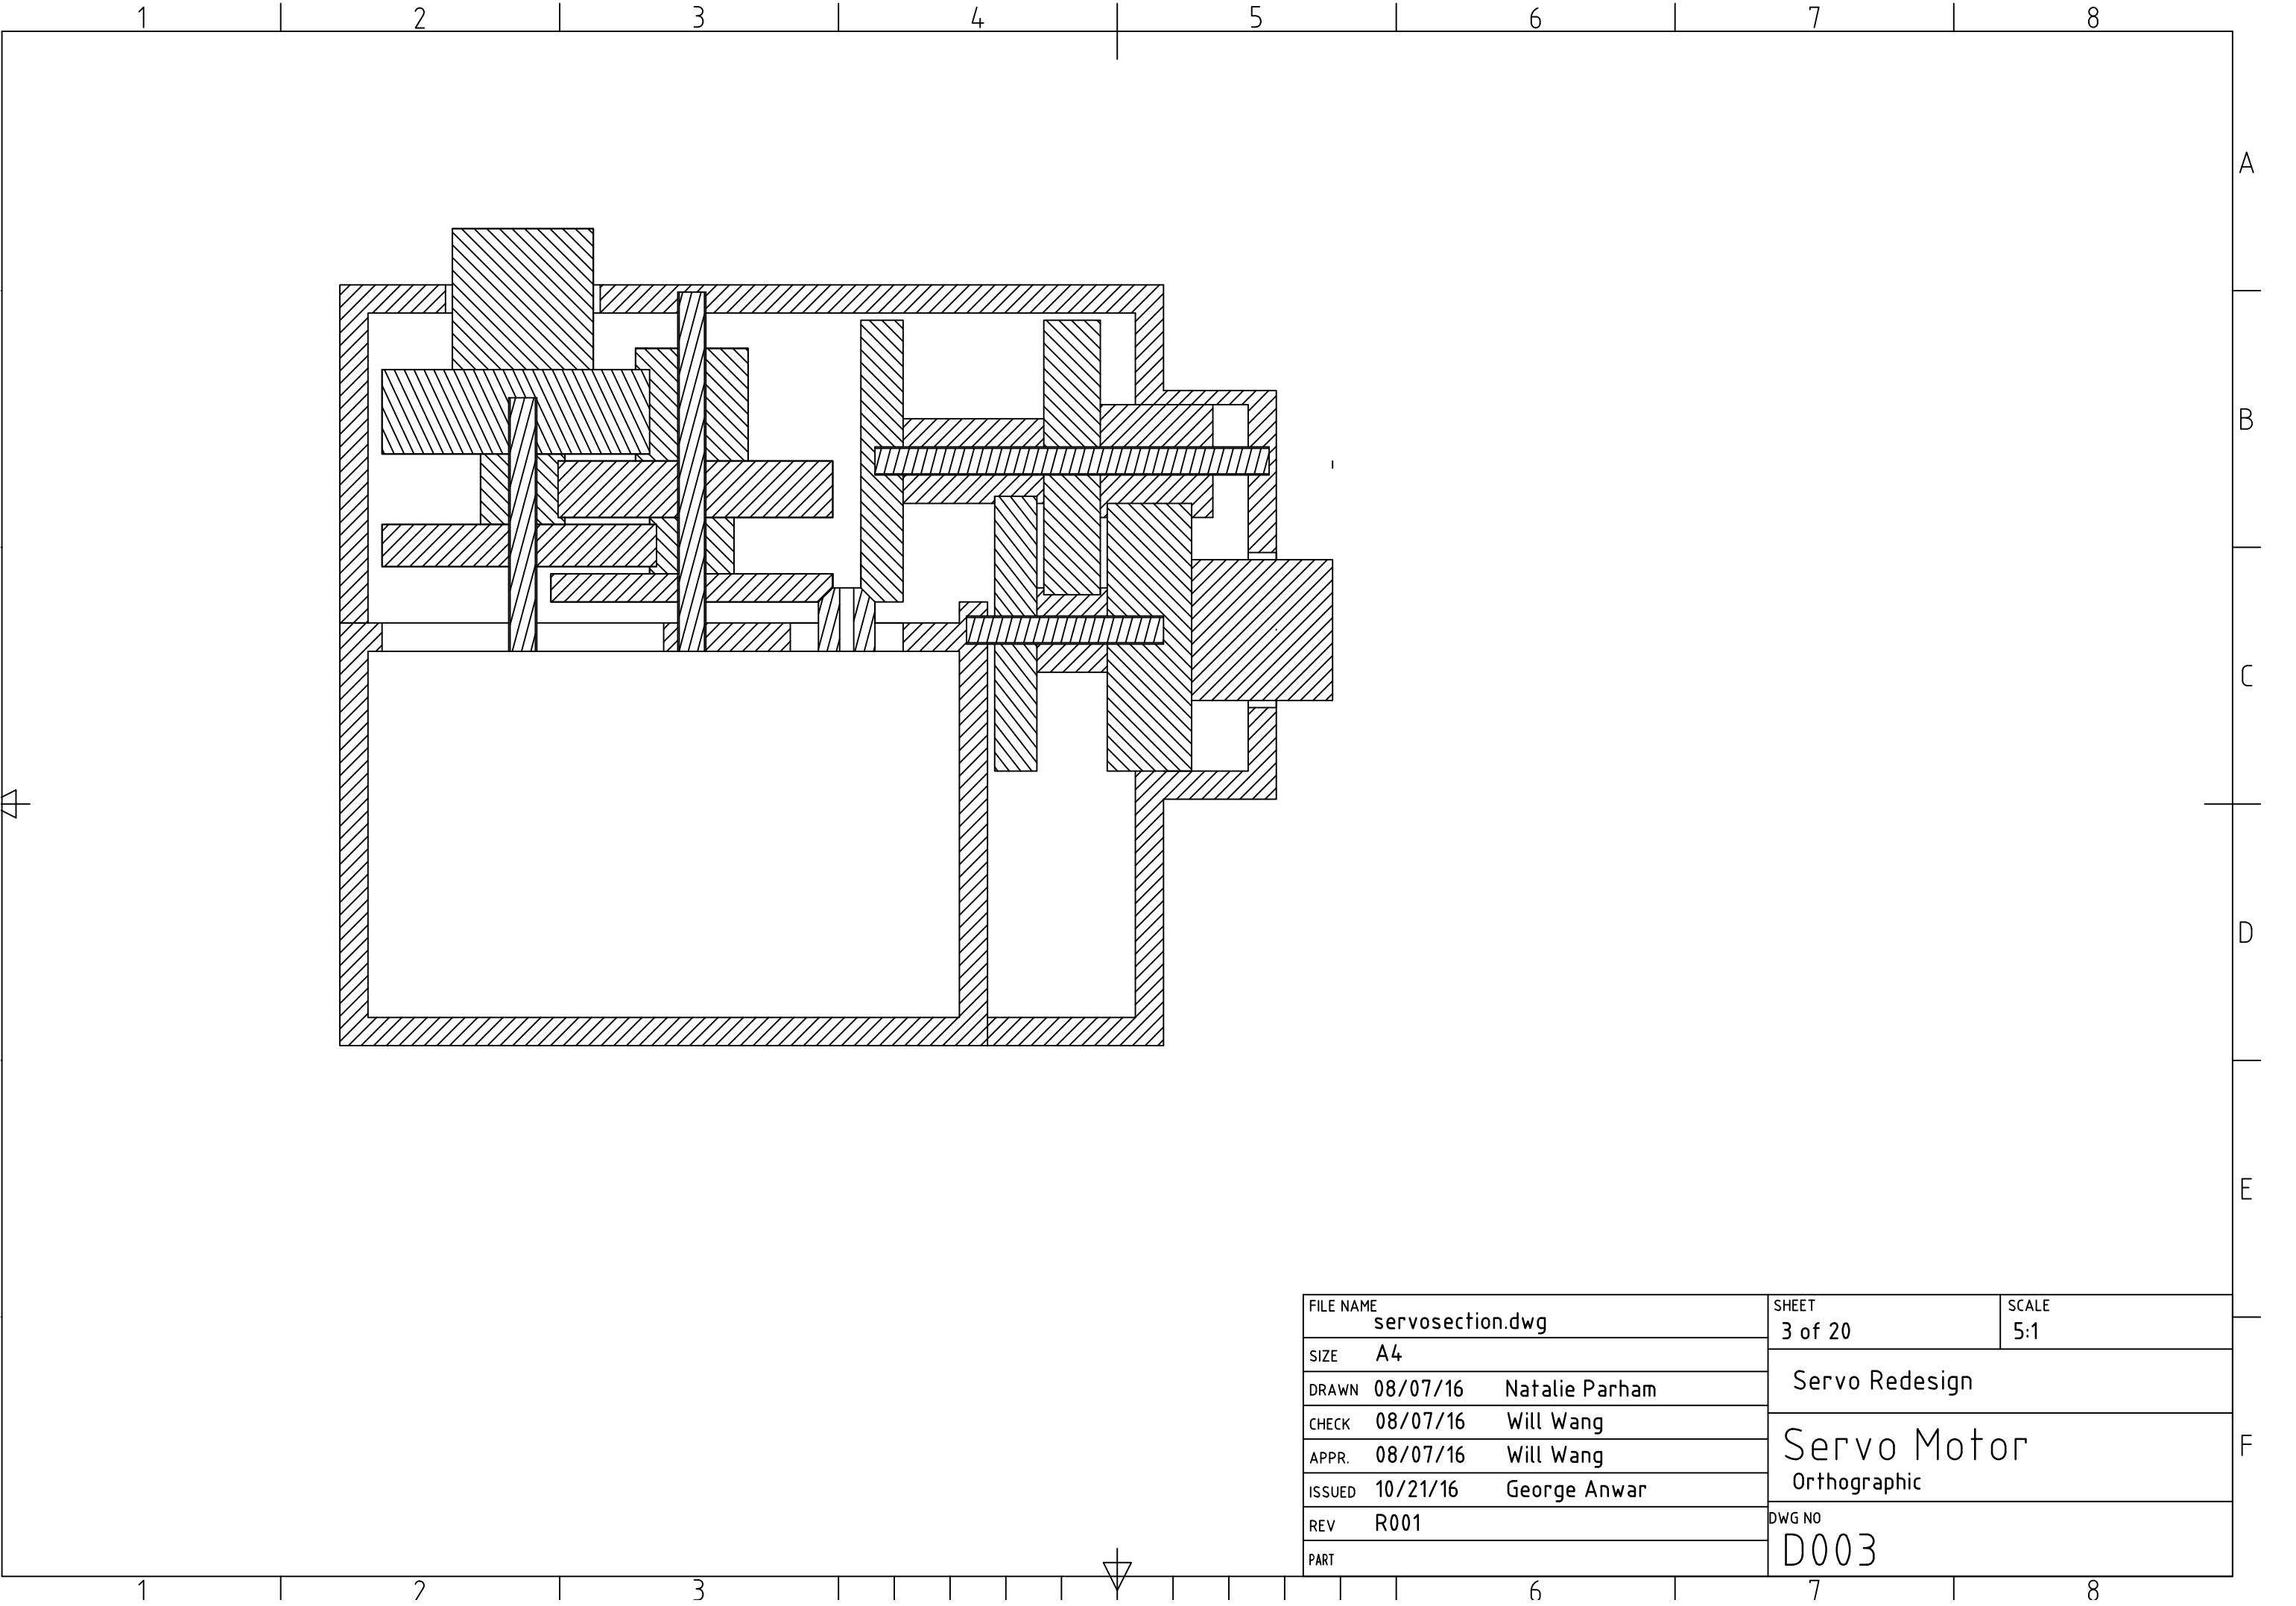 1 2 3 4 5 6 7 8
A
B
C
D
E
F
FILE NAME servosection.dwg
SIZE A4
DRAWN 08/07/16 Natalie Parham
CHECK 08/07/16 Will Wang
APPR. 08/07/16 Will Wang
ISSUED 10/21/16 George Anwar
REV R001
PART
SHEET 3 of 20
SCALE 5:1
Servo Redesign
Servo Motor
Orthographic
DWG NO
D003
1 2 3 6 7 8